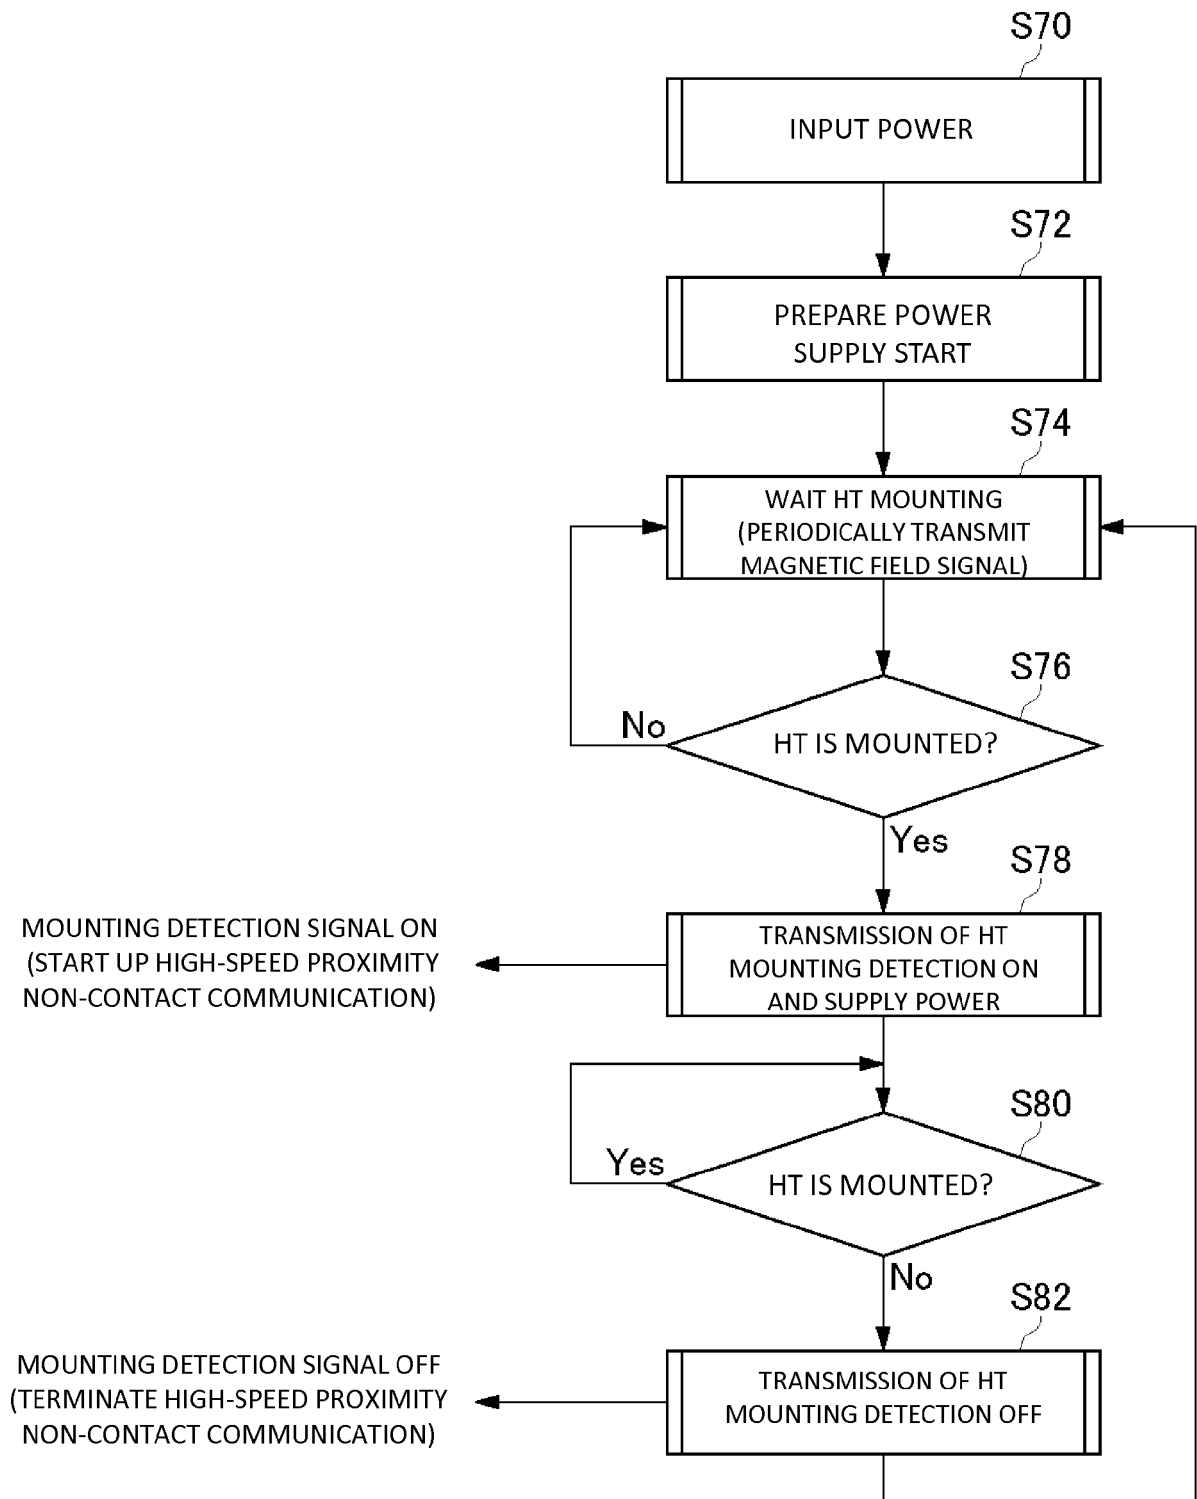 S70
INPUT POWER
S72
PREPARE POWER
SUPPLY START
S74
WAIT HT MOUNTING
(PERIODICALLY TRANSMIT
MAGNETIC FIELD SIGNAL)
S76
No
HT IS MOUNTED?
Yes
S78
MOUNTING DETECTION SIGNAL ON
(START UP HIGH-SPEED PROXIMITY
NON-CONTACT COMMUNICATION)
TRANSMISSION OF HT
MOUNTING DETECTION ON
AND SUPPLY POWER
S80
Yes
HT IS MOUNTED?
No
S82
MOUNTING DETECTION SIGNAL OFF
(TERMINATE HIGH-SPEED PROXIMITY
NON-CONTACT COMMUNICATION)
TRANSMISSION OF HT
MOUNTING DETECTION OFF